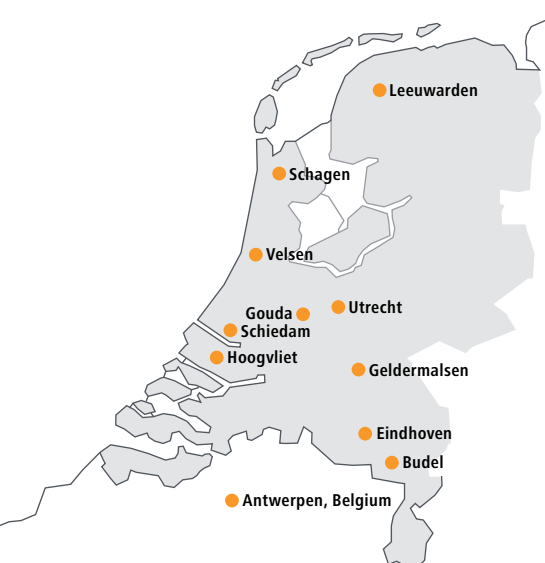 Leeuwarden
Schagen
Velsen
Utrecht
Gouda
Schiedam
Hoogvliet
Geldermalsen
Eindhoven
Budel
Antwerpen, Belgium